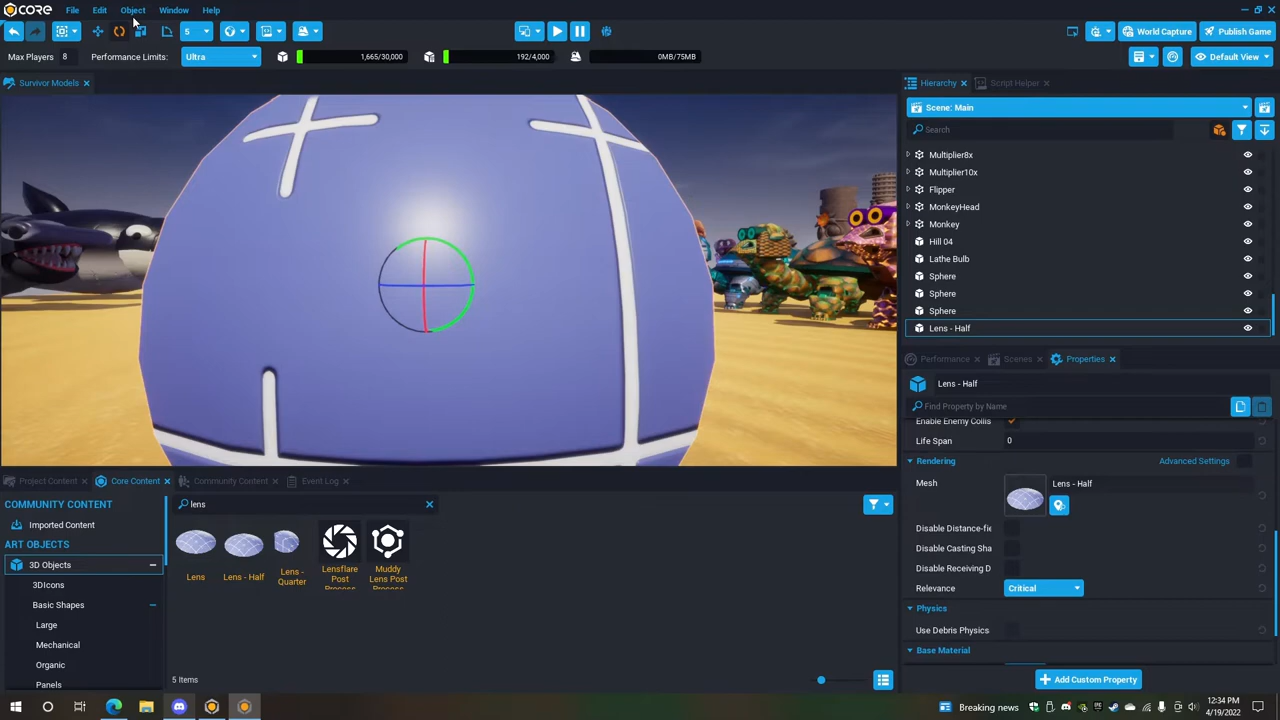 CORE File Edit Object Window Help
5 World Capture Publish Game
Max Players 8 Performance Limits: Ultra 1,665/30,000 192/4,000 0MB/75MB Default View
Survivor Models
Hierarchy Script Helper
Scene: Main
Search
Multiplier8x
Multiplier10x
Flipper
MonkeyHead
Monkey
Hill 04
Lathe Bulb
Sphere
Sphere
Sphere
Lens - Half
Performance Scenes Properties
Lens - Half
Find Property by Name
Enable Enemy Collis
Life Span 0
Rendering Advanced Settings
Mesh Lens - Half
Disable Distance-fie
Disable Casting Sha
Disable Receiving D
Relevance Critical
Physics
Use Debris Physics
Base Material
Add Custom Property
Project Content Core Content Community Content Event Log
COMMUNITY CONTENT
Imported Content
ART OBJECTS
3D Objects
3DIcons
Basic Shapes
Large
Mechanical
Organic
Panels
lens
Lens
Lens - Half
Lens - Quarter
Lensflare Post Process
Muddy Lens Post Process
5 Items
Breaking news
12:34 PM
4/19/2022